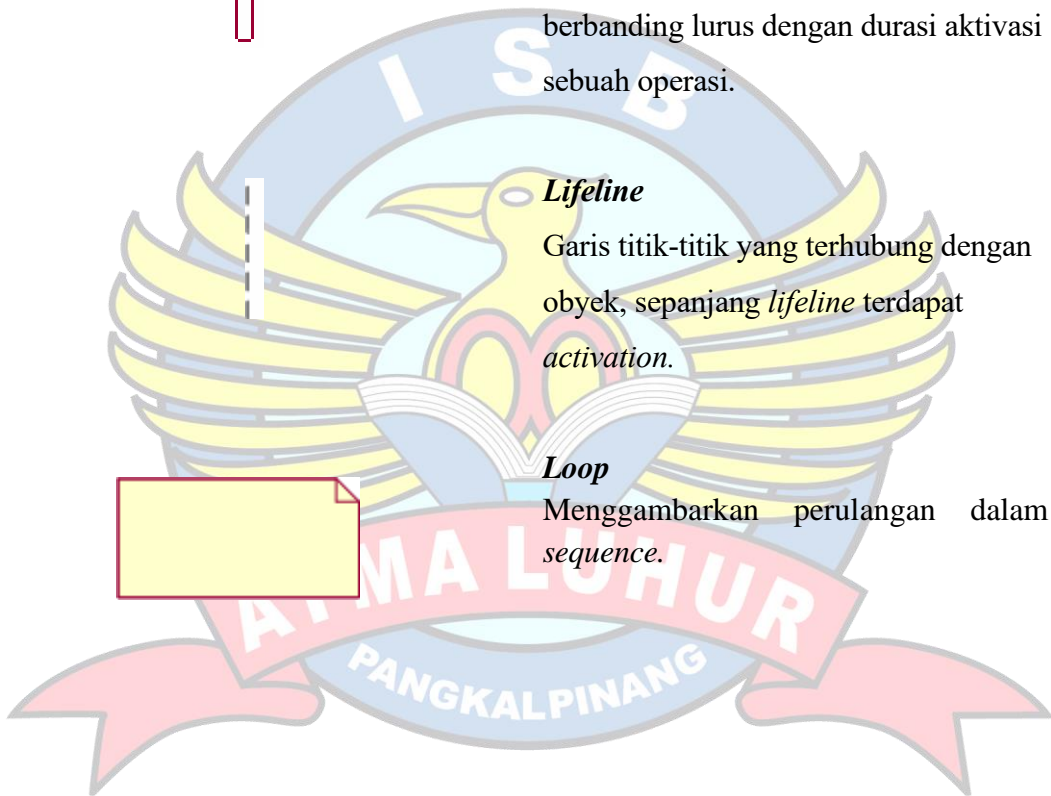 berbanding lurus dengan durasi aktivasi
sebuah operasi.
I S B
Lifeline
Garis titik-titik yang terhubung dengan
obyek, sepanjang lifeline terdapat
activation.
Loop
Menggambarkan perulangan dalam
sequence.
ATMA LUHUR
PANGKALPINANG